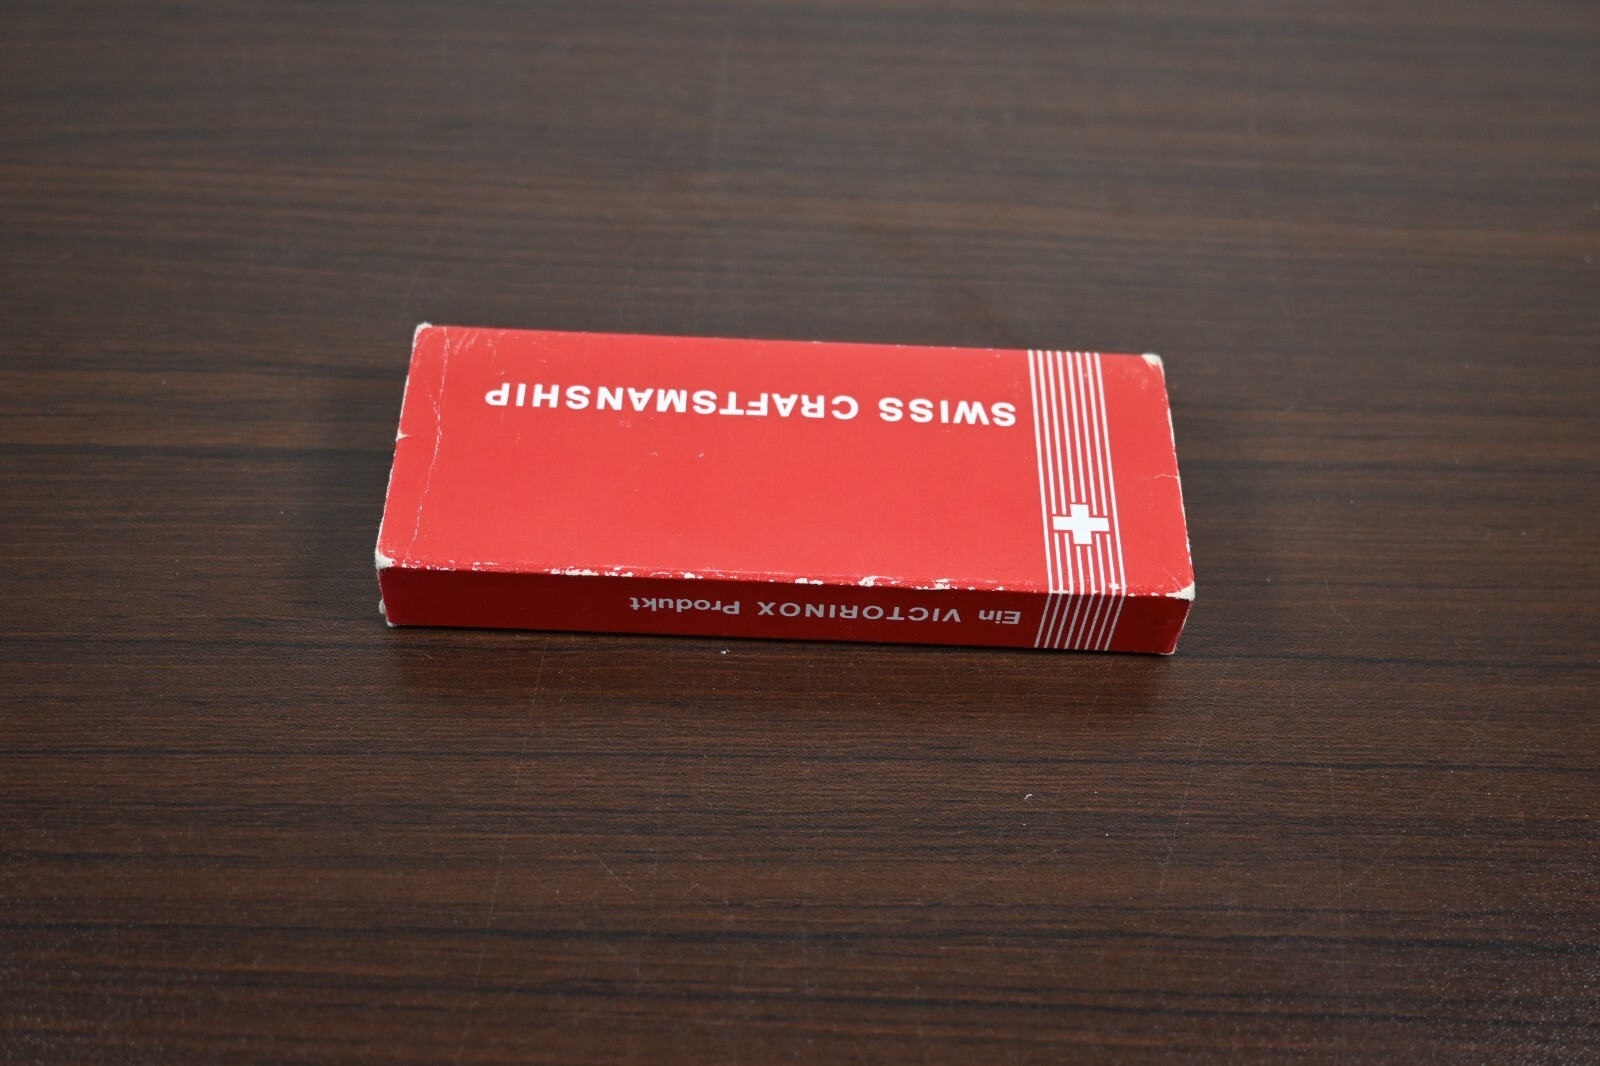 SWISS CRAFTSMANSHIP
Ein VICTORINOX Produkt